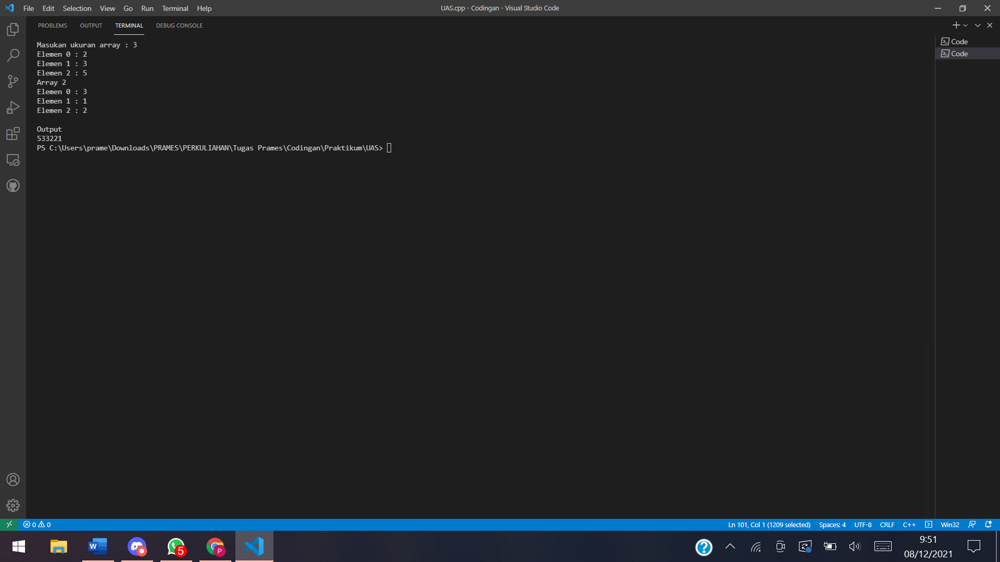 File Edit Selection View Go Run Terminal Help
UAS.cpp - Codingan - Visual Studio Code
PROBLEMS OUTPUT TERMINAL DEBUG CONSOLE
Masukan ukuran array : 3
Elemen 0 : 2
Elemen 1 : 3
Elemen 2 : 5
Array 2
Elemen 0 : 3
Elemen 1 : 1
Elemen 2 : 2
Output
533221
PS C:\Users\prame\Downloads\PRAMES\PERKULIAHAN\Tugas Prames\Codingan\Praktikum\UAS>
Code
Code
0 0
Ln 101, Col 1 (1209 selected) Spaces: 4 UTF-8 CRLF C++ Win32
W
5
P
?
9:51
08/12/2021